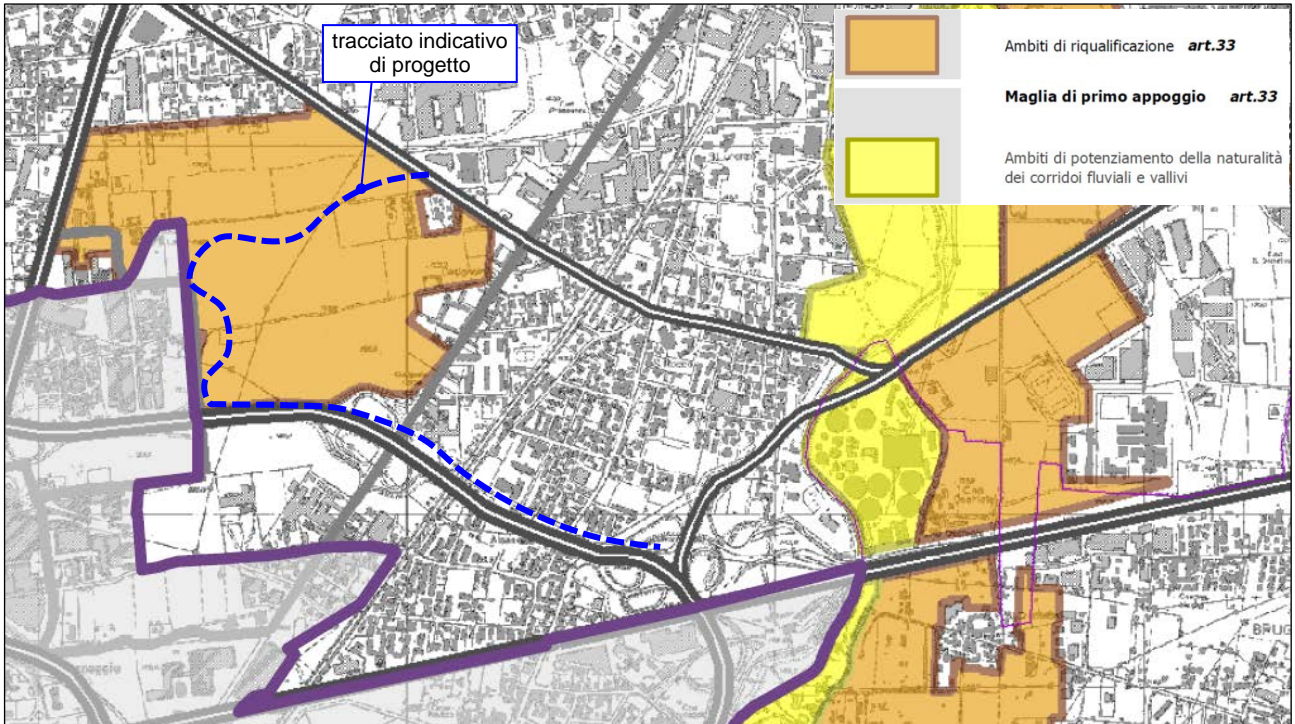 tracciato indicativo
di progetto
Ambiti di riqualificazione art.33
Maglia di primo appoggio art.33
Ambiti di potenziamento della naturalità
dei corridoi fluviali e vallivi
BRUG